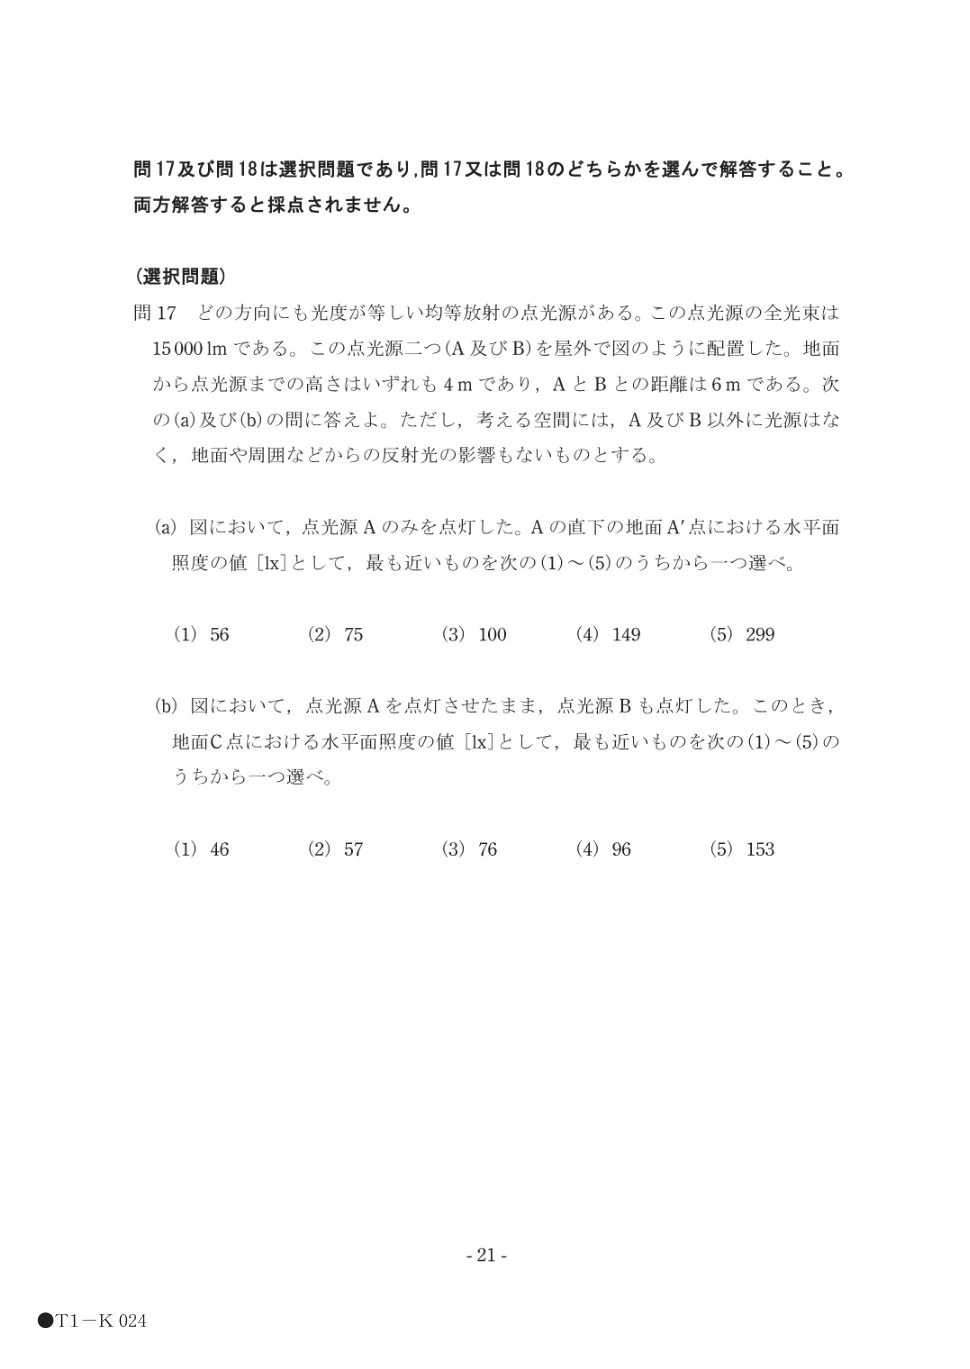 問17及び問18は選択問題であり,問17又は問18のどちらかを選んで解答すること。
両方解答すると採点されません。
(選択問題)
問17 どの方向にも光度が等しい均等放射の点光源がある。この点光源の全光束は
15000 lm である。この点光源二つ(A 及び B)を屋外で図のように配置した。地面
から点光源までの高さはいずれも 4 m であり，A と B との距離は 6 m である。次
の(a)及び(b)の問に答えよ。ただし，考える空間には，A 及び B 以外に光源はな
く，地面や周囲などからの反射光の影響もないものとする。
(a) 図において，点光源 A のみを点灯した。A の直下の地面 A′ 点における水平面
照度の値［lx］として，最も近いものを次の(1)～(5)のうちから一つ選べ。
(1) 56 (2) 75 (3) 100 (4) 149 (5) 299
(b) 図において，点光源 A を点灯させたまま，点光源 B も点灯した。このとき，
地面C点における水平面照度の値［lx］として，最も近いものを次の(1)～(5)の
うちから一つ選べ。
(1) 46 (2) 57 (3) 76 (4) 96 (5) 153
- 21 -
●T1－K 024